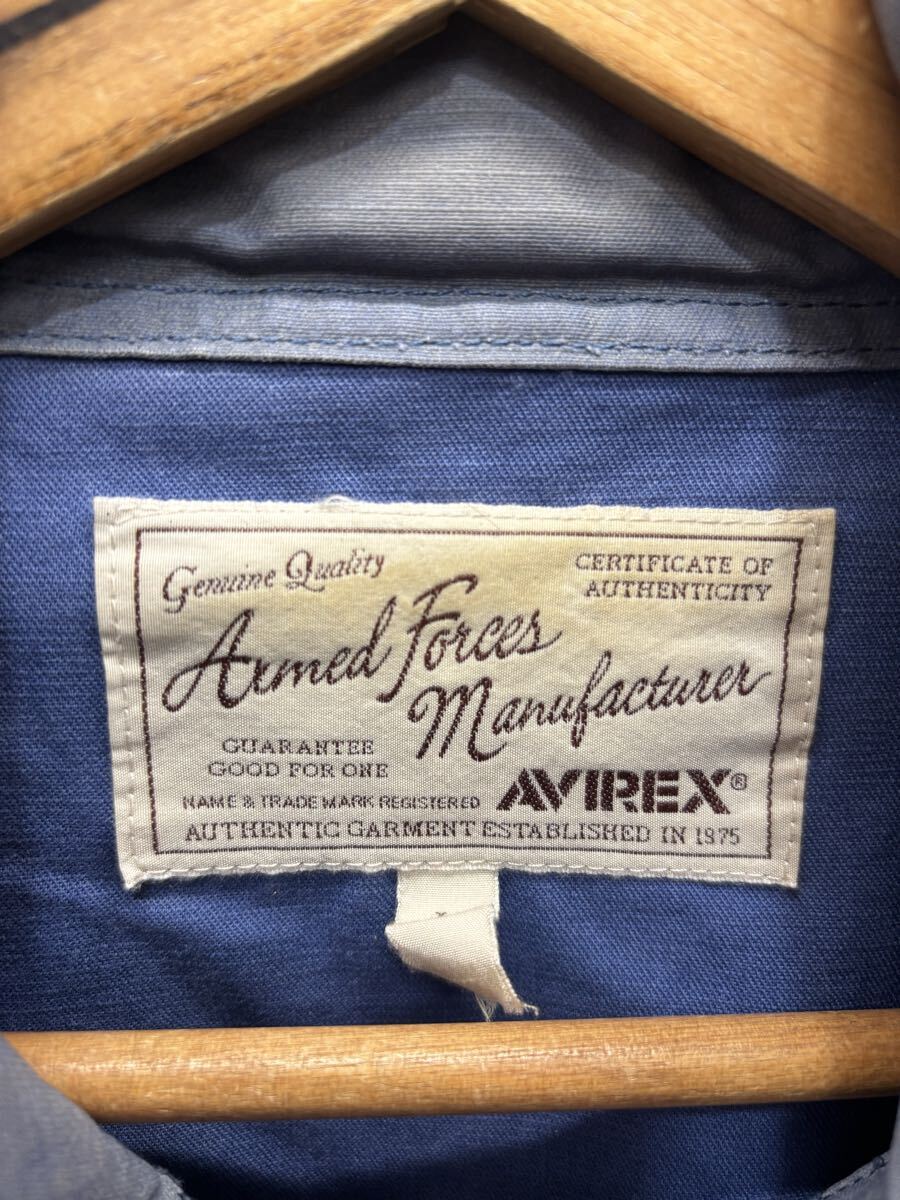 Genuine Quality
CERTIFICATE OF
AUTHENTICITY
Armed Forces
Manufacturer
GUARANTEE
GOOD FOR ONE
NAME & TRADE MARK REGISTERED
AVIREX®
AUTHENTIC GARMENT ESTABLISHED IN 1975